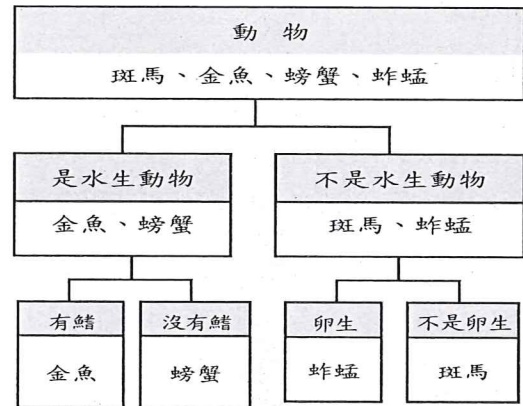 動物
斑馬、金魚、螃蟹、蚱蜢
是水生動物
不是水生動物
金魚、螃蟹
斑馬、蚱蜢
有鰭
沒有鰭
卵生
不是卵生
金魚
螃蟹
蚱蜢
斑馬